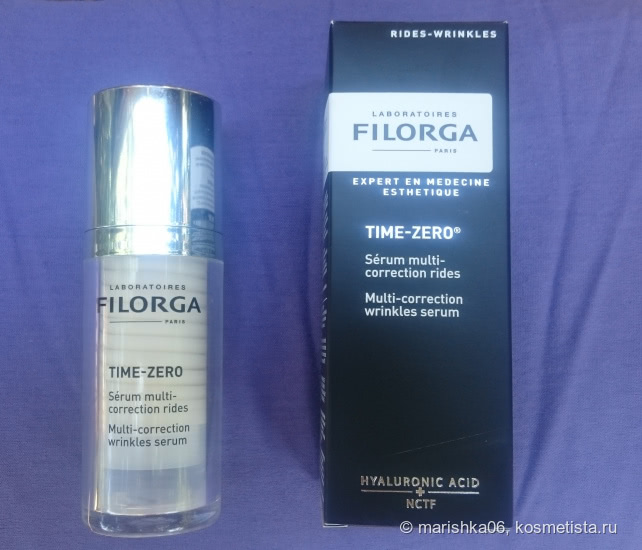 LABORATOIRES
FILORGA
PARIS
TIME-ZERO
Sérum multi-
correction rides
Multi-correction
wrinkles serum
RIDES-WRINKLES
LABORATOIRES
FILORGA
PARIS
EXPERT EN MEDECINE
ESTHETIQUE
TIME-ZERO®
Sérum multi-
correction rides
Multi-correction
wrinkles serum
HYALURONIC ACID
+
NCTF
© marishka06, kosmetista.ru